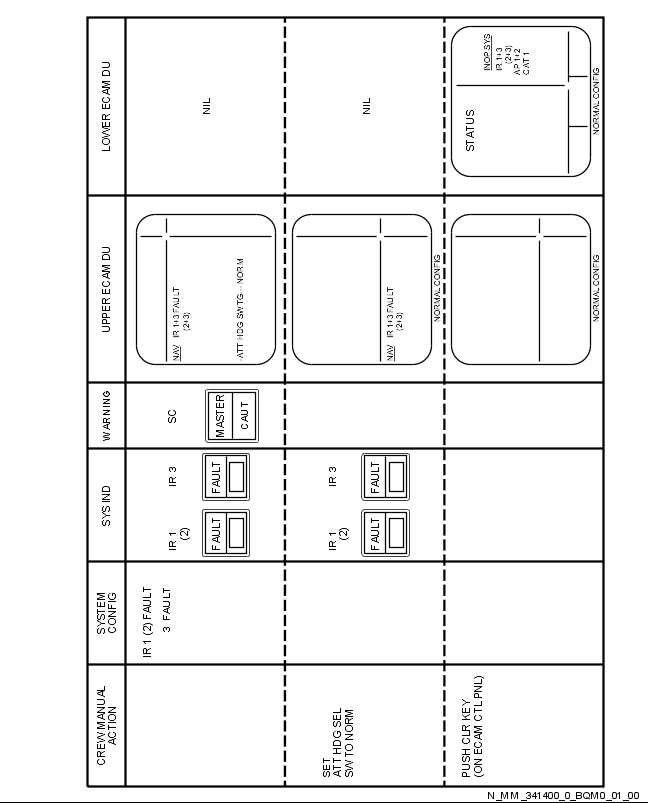 CREW MANUAL
ACTION
SYSTEM
CONFIG
SYS IND
WARNING
UPPER ECAM DU
LOWER ECAM DU
IR 1 (2) FAULT
3 FAULT
IR 1
(2)
IR 3
FAULT
FAULT
SC
MASTER
CAUT
NAV IR 1+3 FAULT
(2+3)
-ATT HDG SWTG--- NORM
NIL
SET
ATT HDG SEL
SW TO NORM
IR 1
(2)
IR 3
FAULT
FAULT
NAV IR 1+3 FAULT
(2+3)
NORMAL CONFIG
NIL
PUSH CLR KEY
(ON ECAM CTL PNL)
NORMAL CONFIG
STATUS
INOP SYS
IR 1+3
(2+3)
AP 1+2
CAT 1
NORMAL CONFIG
N_MM_341400_0_BQM0_01_00